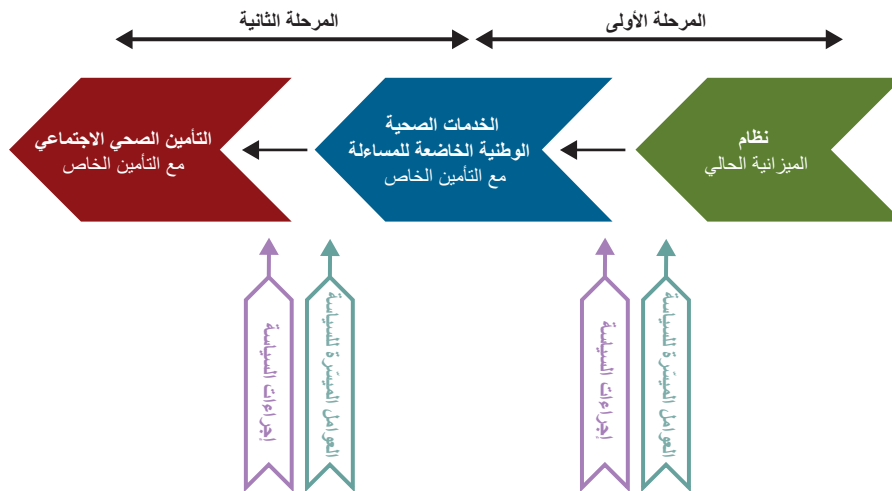 المرحلة الأولى
المرحلة الثانية
نظام
الميزانية الحالي
الخدمات الصحية
الوطنية الخاضعة للمساءلة
مع التأمين الخاص
التأمين الصحي الاجتماعي
مع التأمين الخاص
العوامل الميسّرة للسياسة
إجراءات السياسة
العوامل الميسّرة للسياسة
إجراءات السياسة